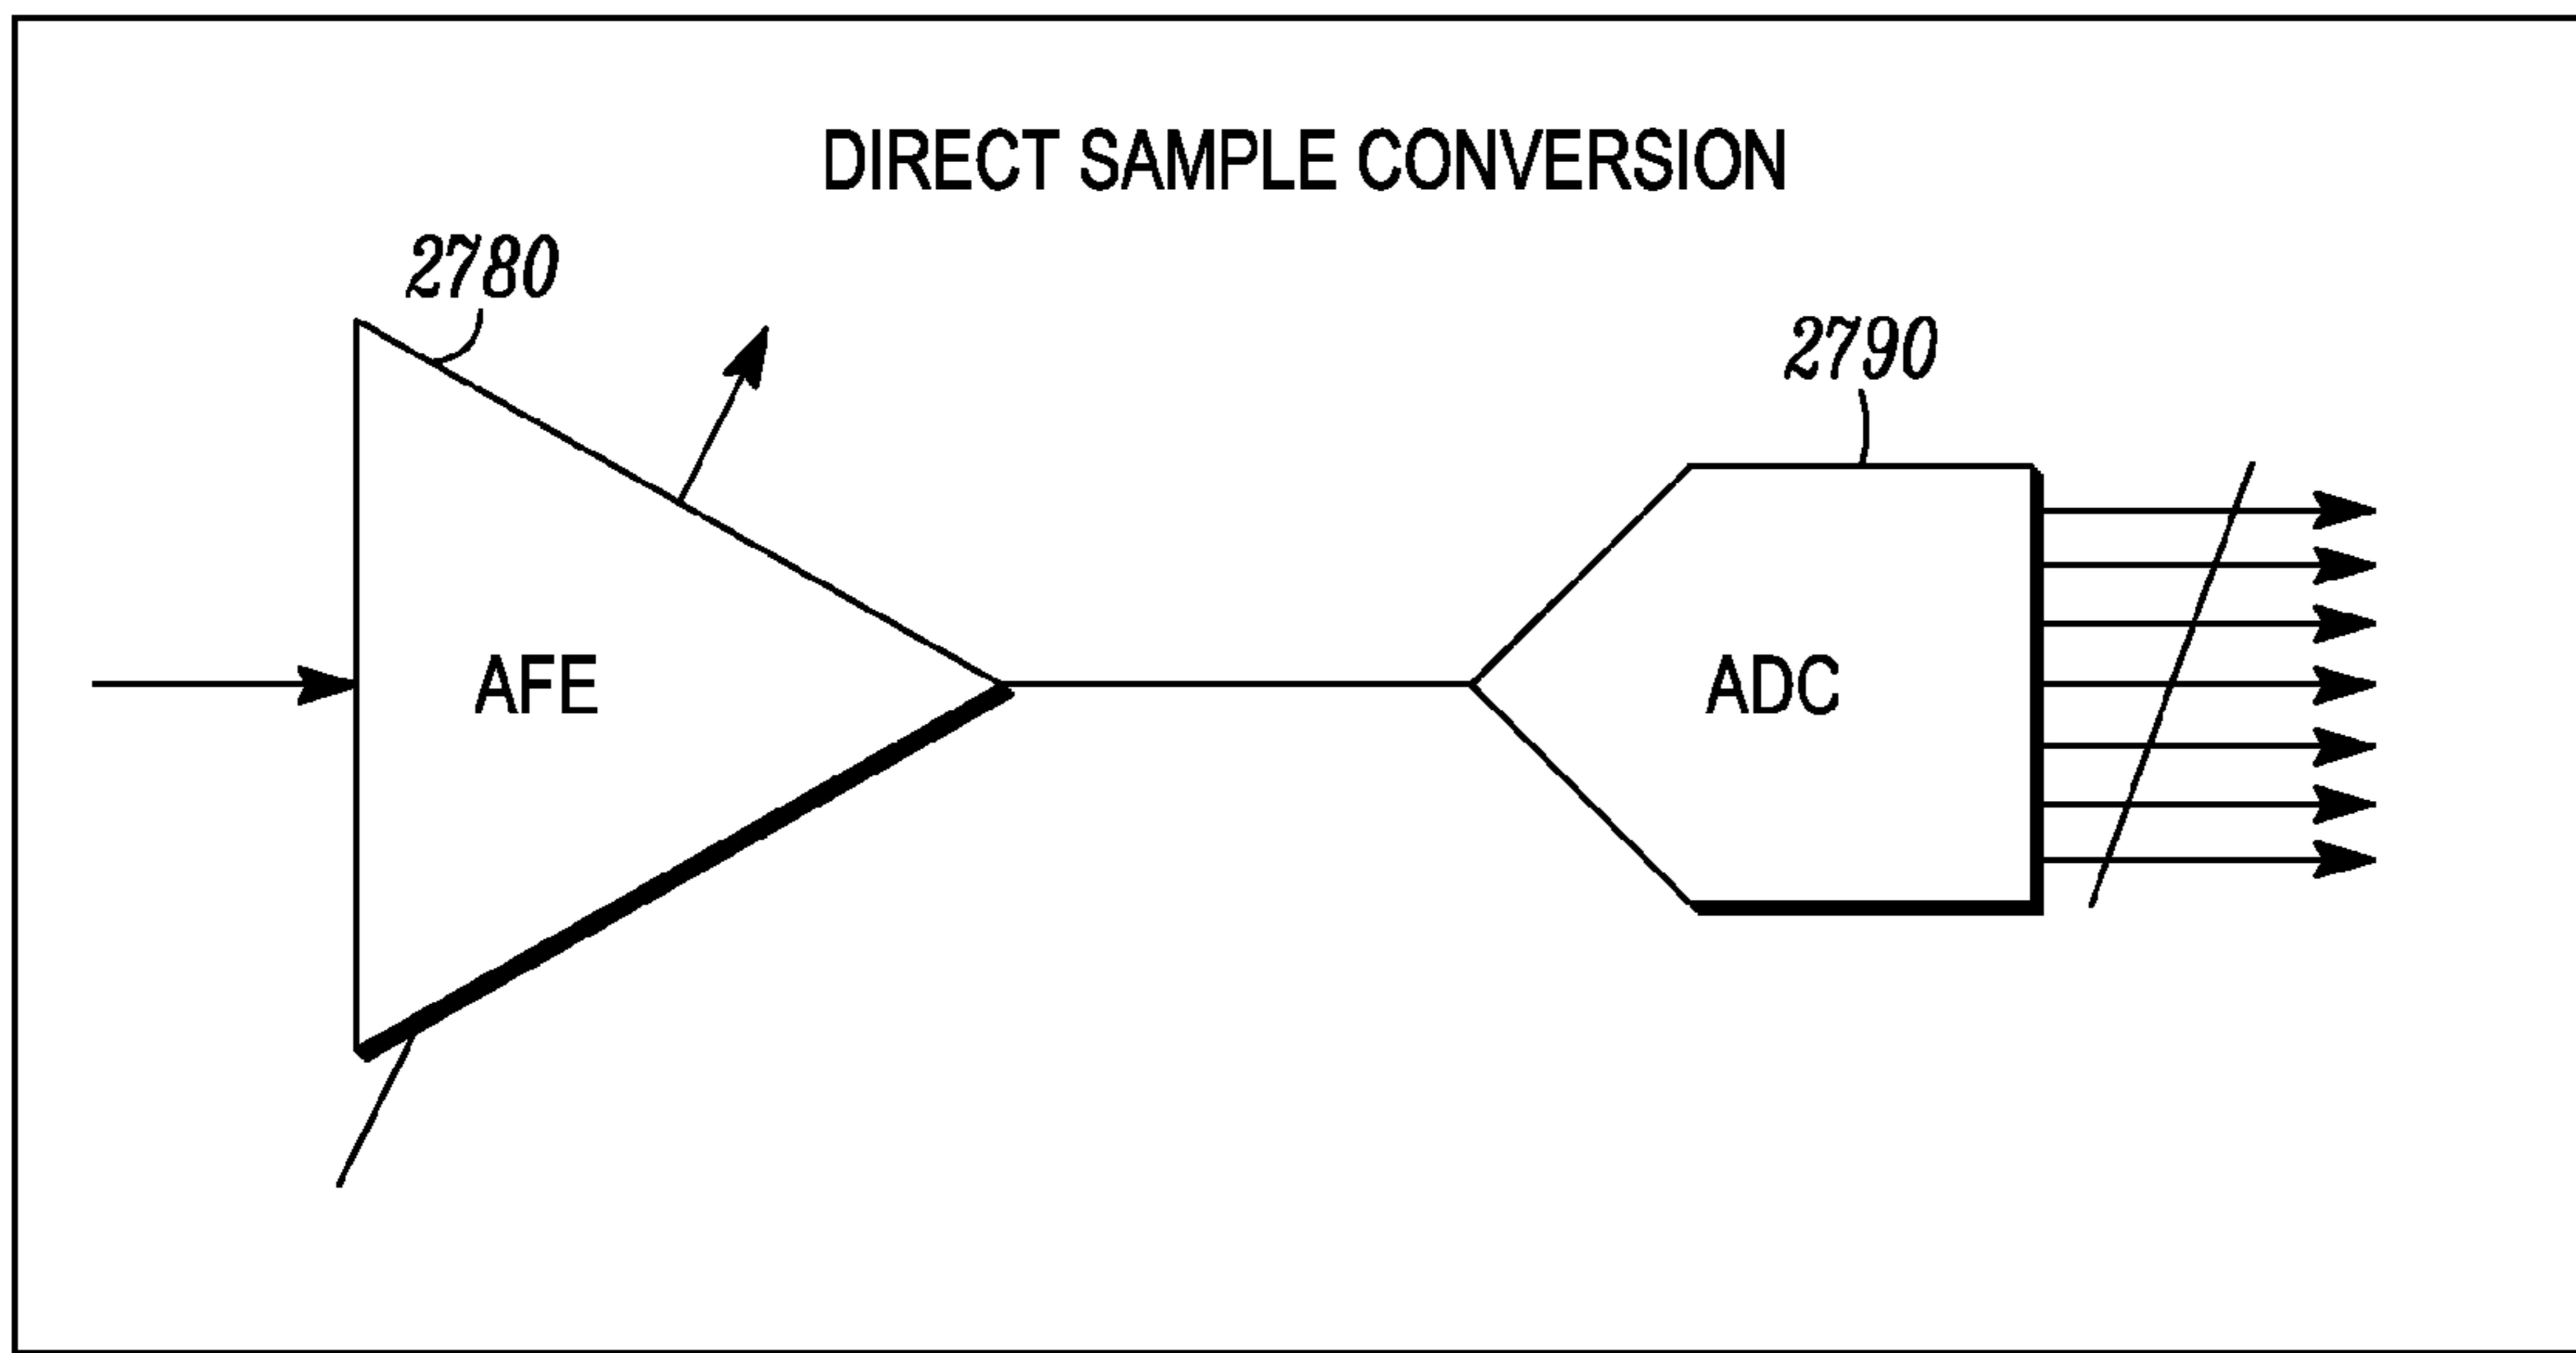 DIRECT SAMPLE CONVERSION
2780
2790
AFE
ADC